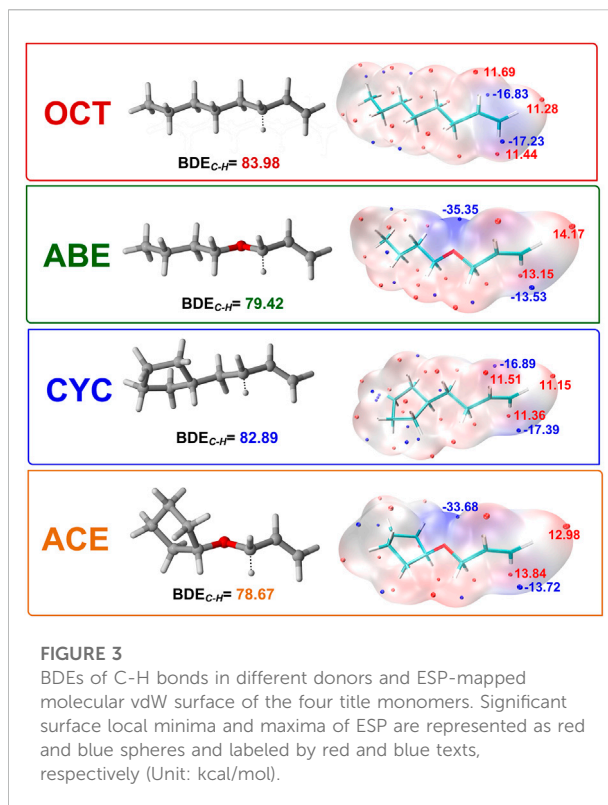 OCT
BDEC-H= 83.98
11.69
-16.83
11.28
-17.23
11.44
ABE
BDEC-H= 79.42
-35.35
14.17
13.15
-13.53
CYC
BDEC-H= 82.89
-16.89
11.51
11.15
11.36
-17.39
ACE
BDEC-H= 78.67
-33.68
12.98
13.84
-13.72
FIGURE 3
BDEs of C-H bonds in different donors and ESP-mapped
molecular vdW surface of the four title monomers. Significant
surface local minima and maxima of ESP are represented as red
and blue spheres and labeled by red and blue texts,
respectively (Unit: kcal/mol).